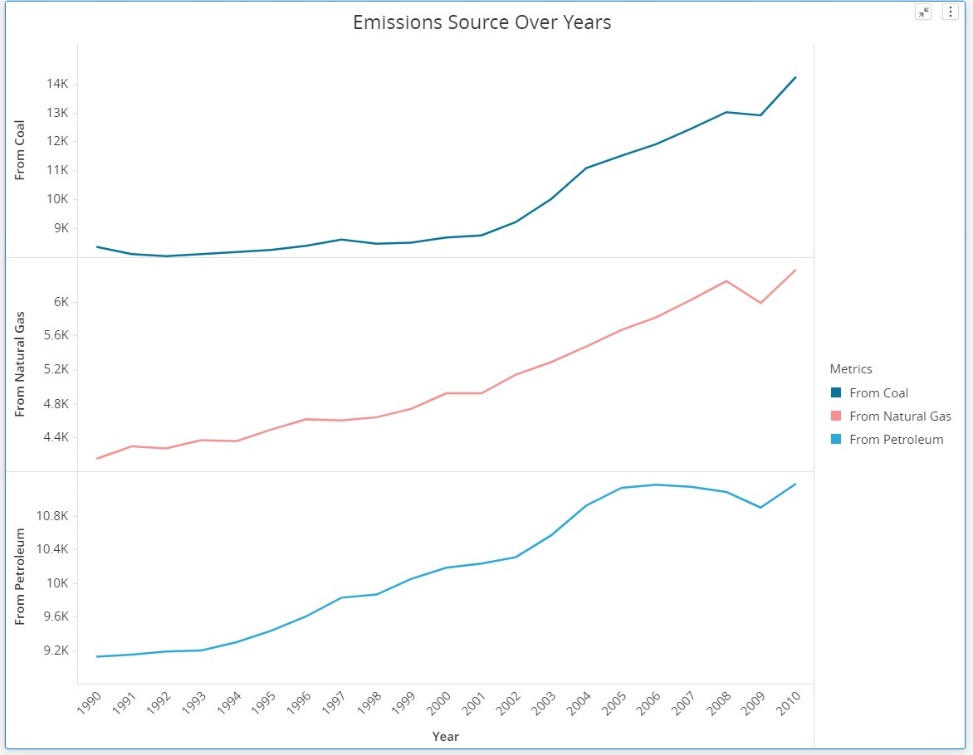 Emissions Source Over Years
From Coal
14K
13K
12K
11K
10K
9K
From Natural Gas
6K
5.6K
5.2K
4.8K
4.4K
From Petroleum
10.8K
10.4K
10K
9.6K
9.2K
1990 1991 1992 1993 1994 1995 1996 1997 1998 1999 2000 2001 2002 2003 2004 2005 2006 2007 2008 2009 2010
Year
Metrics
From Coal
From Natural Gas
From Petroleum